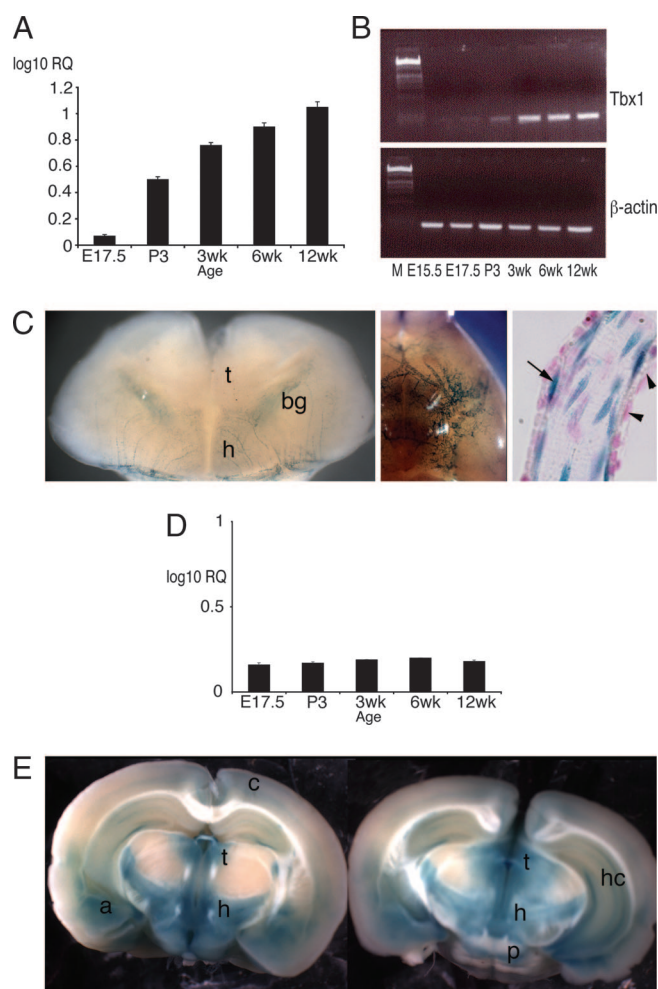 A
log10 RQ
1.2
1
0.8
0.6
0.4
0.2
0
E17.5 P3 3wk 6wk 12wk
Age
B
Tbx1
β-actin
M E15.5 E17.5 P3 3wk 6wk 12wk
C
t
bg
h
D
1
log10 RQ
0.5
0
E17.5 P3 3wk 6wk 12wk
Age
E
c
t
a
h
t
hc
h
p